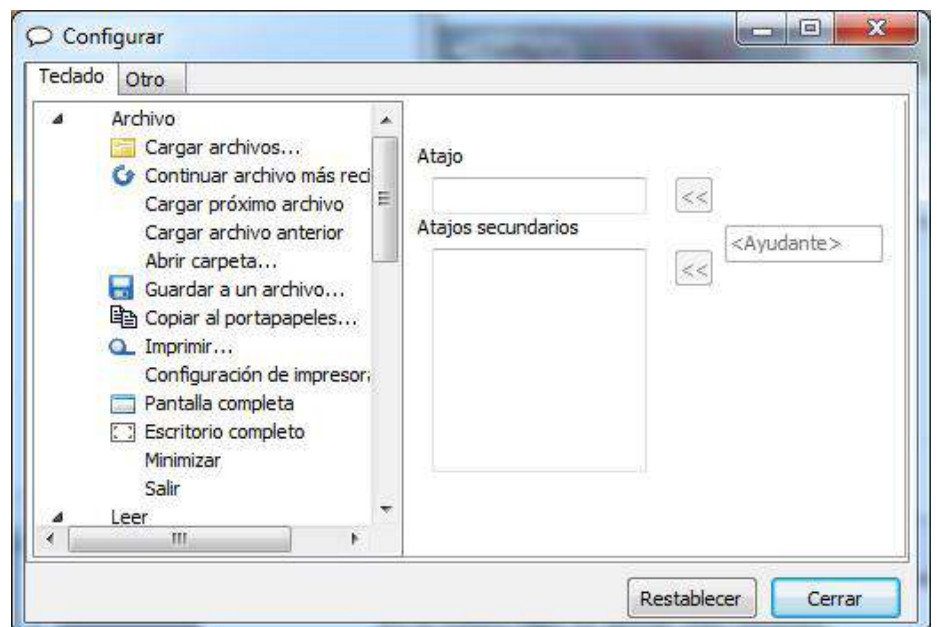 Configurar
Teclado
Otro
Archivo
Cargar archivos...
Continuar archivo más reci
Cargar próximo archivo
Cargar archivo anterior
Abrir carpeta...
Guardar a un archivo...
Copiar al portapapeles...
Imprimir...
Configuración de impresor
Pantalla completa
Escritorio completo
Minimizar
Salir
Leer
Atajo
<<
Atajos secundarios
<<
<Ayudante>
Restablecer
Cerrar